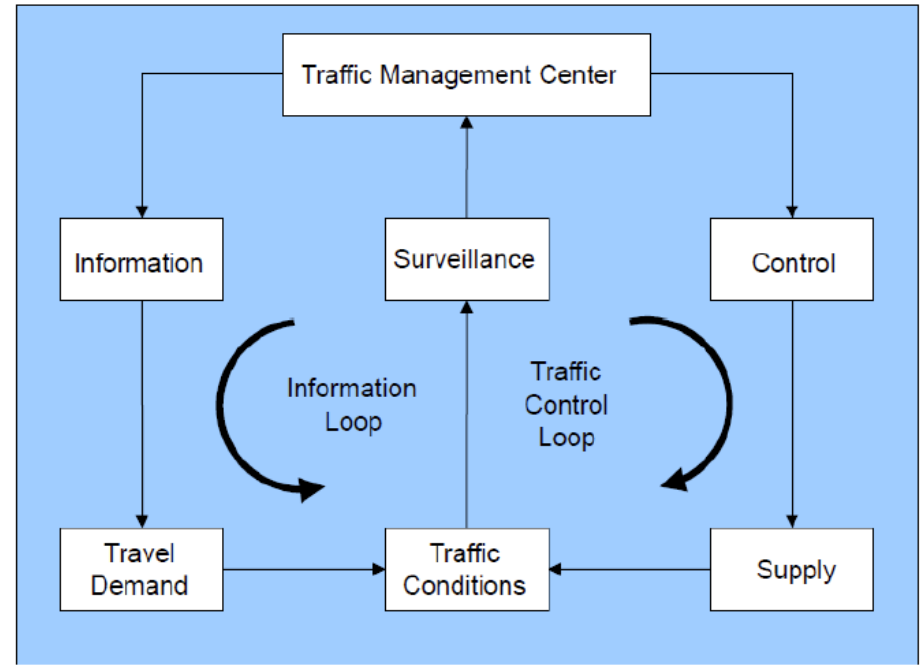 Traffic Management Center
Information
Surveillance
Control
Information
Loop
Traffic
Control
Loop
Travel
Demand
Traffic
Conditions
Supply